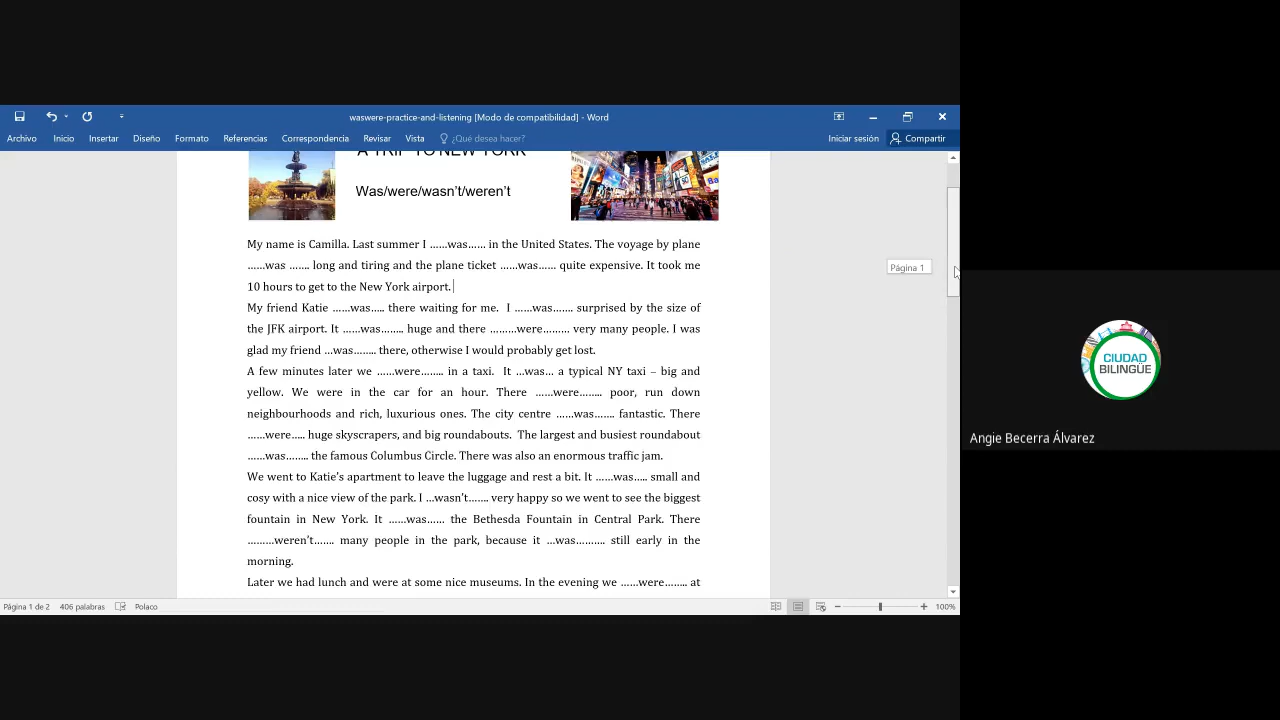 waswere-practice-and-listening [Modo de compatibilidad] - Word
Archivo Inicio Insertar Diseño Formato Referencias Correspondencia Revisar Vista ¿Qué desea hacer? Iniciar sesión Compartir
A TRIP TO NEW YORK
Was/were/wasn't/weren't
My name is Camilla. Last summer I ……was…… in the United States. The voyage by plane
……was ……. long and tiring and the plane ticket ……was…… quite expensive. It took me
10 hours to get to the New York airport.
Página 1
My friend Katie ……was….. there waiting for me.  I ……was……. surprised by the size of
the JFK airport. It ……was…….. huge and there ………were……… very many people. I was
glad my friend …was…….. there, otherwise I would probably get lost.
A few minutes later we ……were…….. in a taxi.  It …was… a typical NY taxi – big and
yellow. We were in the car for an hour. There ……were…….. poor, run down
neighbourhoods and rich, luxurious ones. The city centre ……was……. fantastic. There
……were….. huge skyscrapers, and big roundabouts.  The largest and busiest roundabout
……was…….. the famous Columbus Circle. There was also an enormous traffic jam.
We went to Katie's apartment to leave the luggage and rest a bit. It ……was….. small and
cosy with a nice view of the park. I …wasn't……. very happy so we went to see the biggest
fountain in New York. It ……was…… the Bethesda Fountain in Central Park. There
………weren't……. many people in the park, because it …was………. still early in the
morning.
Later we had lunch and were at some nice museums. In the evening we ……were…….. at
Página 1 de 2 406 palabras Polaco 100%
CIUDAD
BILINGÜE
Angie Becerra Álvarez